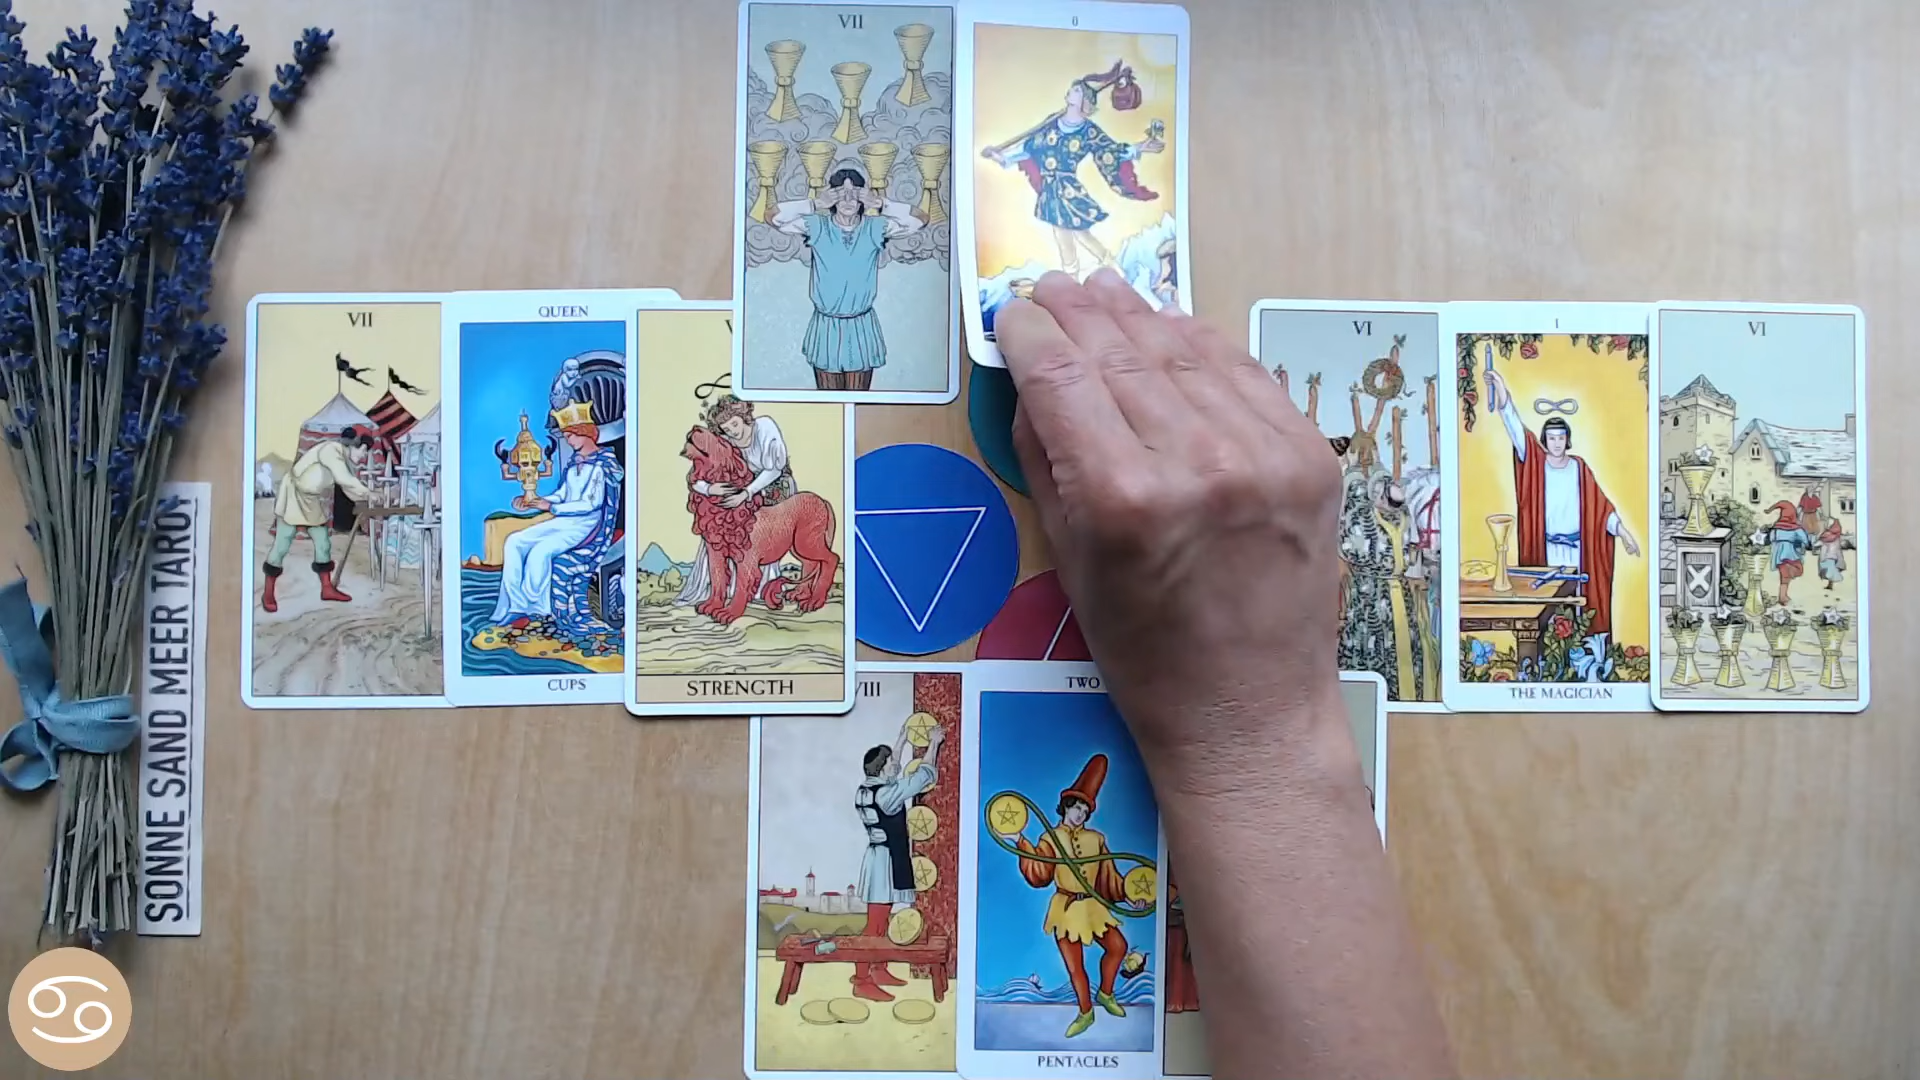 VII
0
VII
QUEEN
CUPS
STRENGTH
VI
I
THE MAGICIAN
VI
VIII
TWO
PENTACLES
SONNE SAND MEER TAROT